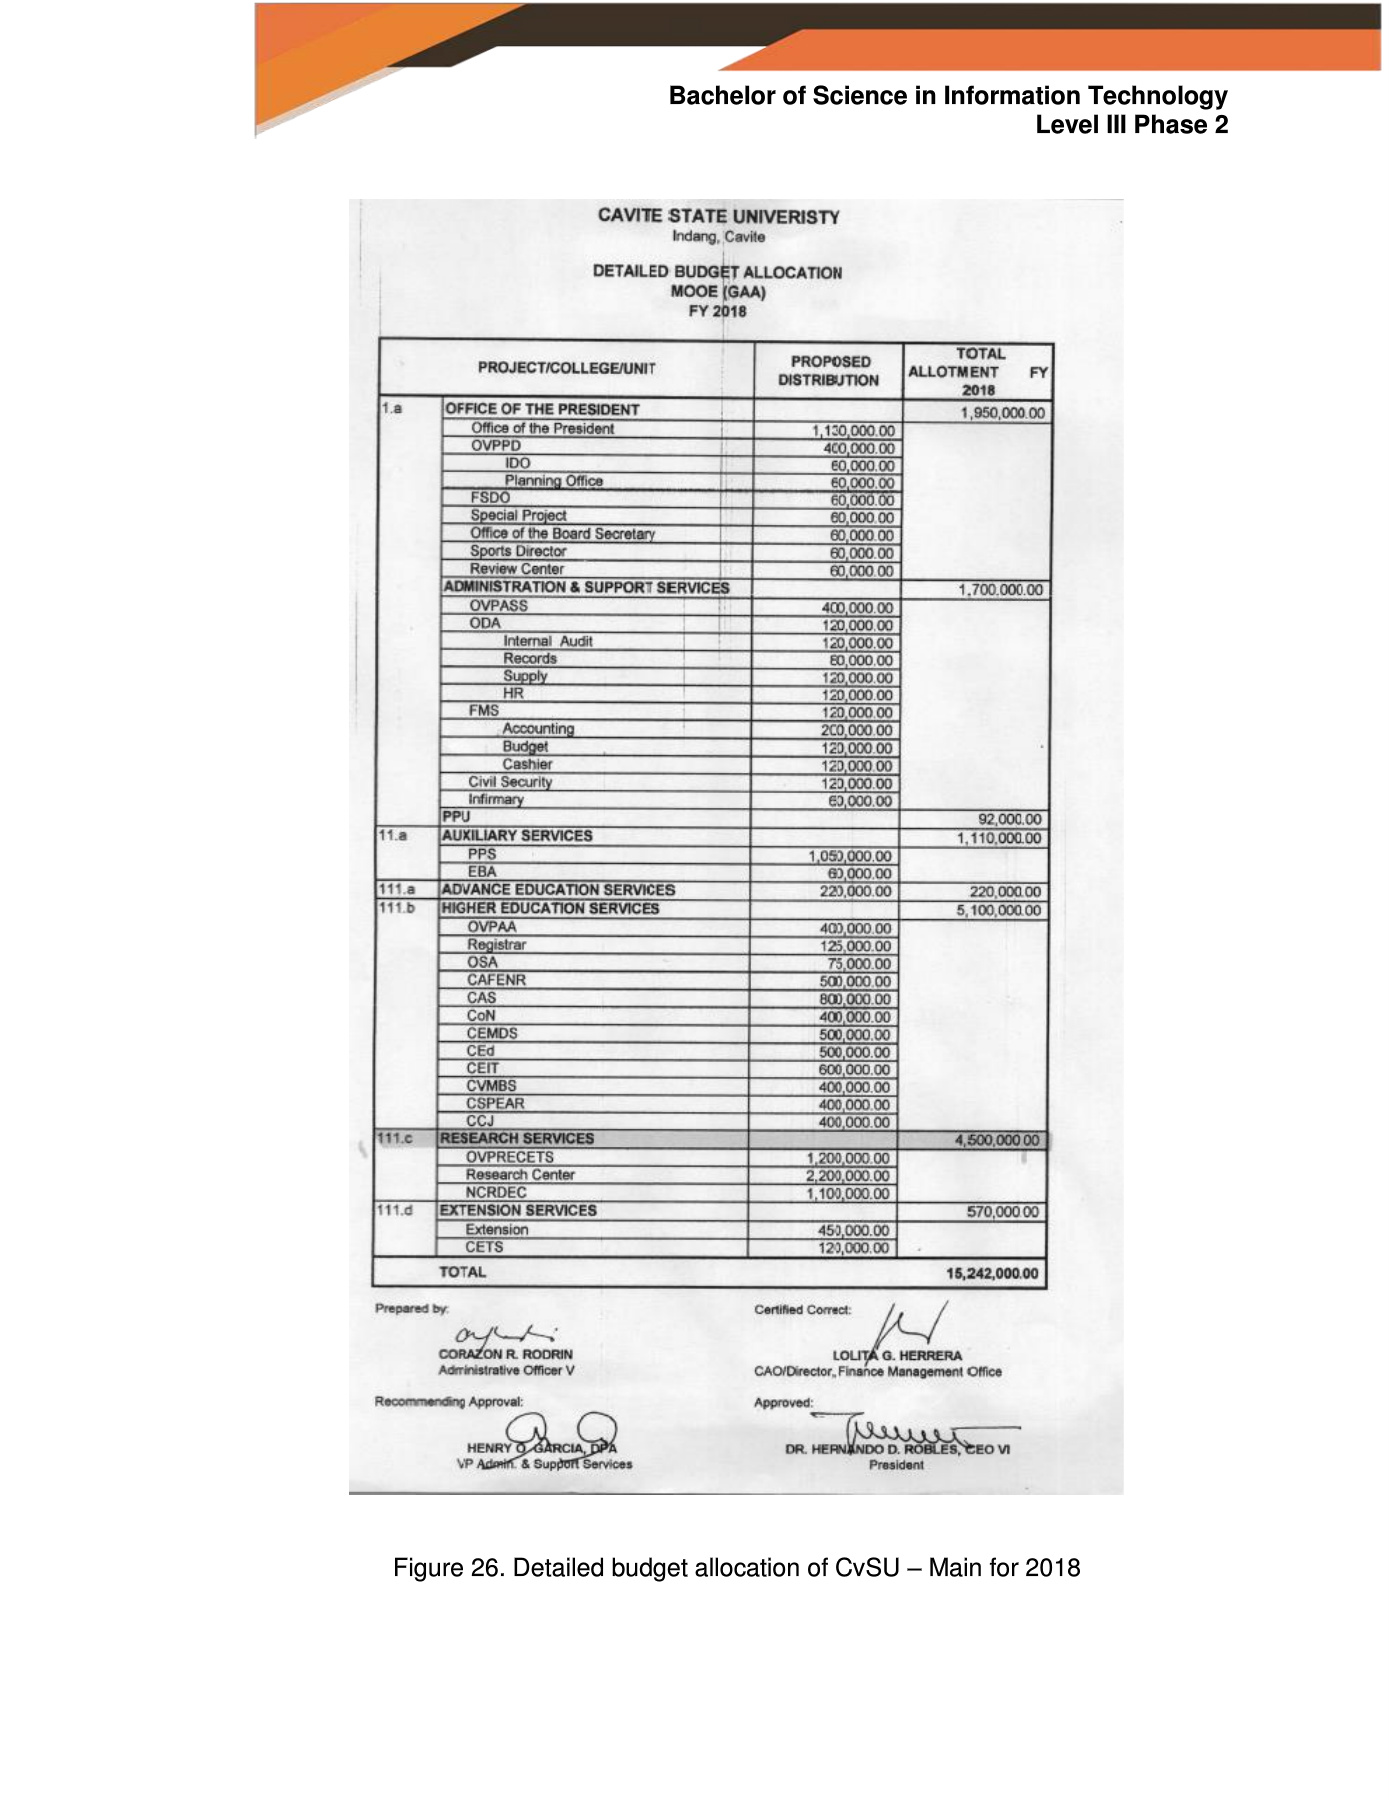 Bachelor of Science in Information Technology
Level III Phase 2
CAVITE STATE UNIVERISTY
Indang, Cavite
DETAILED BUDGET ALLOCATION
MOOE (GAA)
FY 2018
PROJECT/COLLEGE/UNIT PROPOSED DISTRIBUTION TOTAL ALLOTMENT FY 2018
1.a OFFICE OF THE PRESIDENT 1,950,000.00
Office of the President 1,130,000.00
OVPPD 400,000.00
IDO 60,000.00
Planning Office 60,000.00
FSDO 60,000.00
Special Project 60,000.00
Office of the Board Secretary 60,000.00
Sports Director 60,000.00
Review Center 60,000.00
ADMINISTRATION & SUPPORT SERVICES 1,700.000.00
OVPASS 400,000.00
ODA 120,000.00
Internal Audit 120,000.00
Records 80,000.00
Supply 120,000.00
HR 120,000.00
FMS 120,000.00
Accounting 200,000.00
Budget 120,000.00
Cashier 120,000.00
Civil Security 120,000.00
Infirmary 60,000.00
PPU 92,000.00
11.a AUXILIARY SERVICES 1,110,000.00
PPS 1,050,000.00
EBA 60,000.00
111.a ADVANCE EDUCATION SERVICES 220,000.00 220,000.00
111.b HIGHER EDUCATION SERVICES 5,100,000.00
OVPAA 400,000.00
Registrar 125,000.00
OSA 75,000.00
CAFENR 500,000.00
CAS 800,000.00
CoN 400,000.00
CEMDS 500,000.00
CEd 500,000.00
CEIT 600,000.00
CVMBS 400,000.00
CSPEAR 400,000.00
CCJ 400,000.00
111.c RESEARCH SERVICES 4,500,000.00
OVPRECETS 1,200,000.00
Research Center 2,200,000.00
NCRDEC 1,100,000.00
111.d EXTENSION SERVICES 570,000.00
Extension 450,000.00
CETS 120,000.00
TOTAL 15,242,000.00
Prepared by: Certified Correct:
CORAZON R. RODRIN LOLITA G. HERRERA
Administrative Officer V CAO/Director, Finance Management Office
Recommending Approval: Approved:
HENRY O. GARCIA, DPA DR. HERNANDO D. ROBLES, CEO VI
VP Admin. & Support Services President
Figure 26. Detailed budget allocation of CvSU – Main for 2018